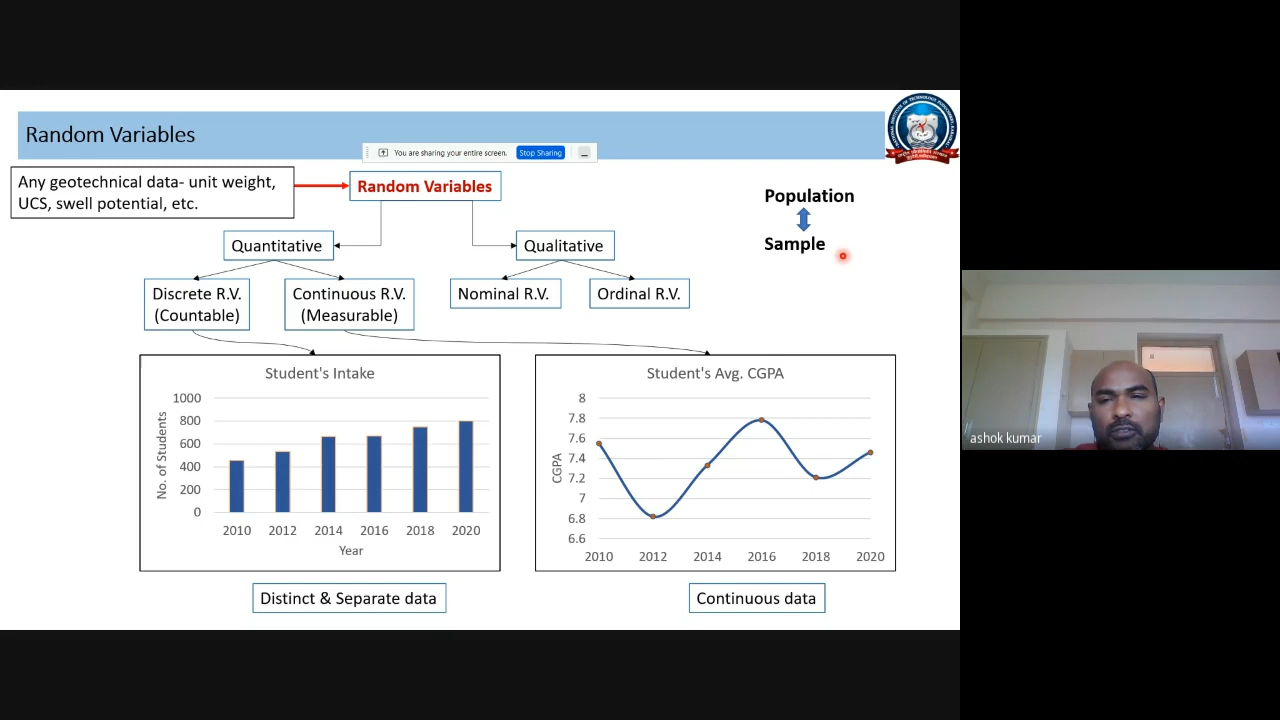 Random Variables
You are sharing your entire screen.
Stop Sharing
Any geotechnical data- unit weight,
UCS, swell potential, etc.
Random Variables
Population
Sample
Quantitative
Qualitative
Discrete R.V.
(Countable)
Continuous R.V.
(Measurable)
Nominal R.V.
Ordinal R.V.
Student's Intake
1000
800
600
400
200
0
No. of Students
2010 2012 2014 2016 2018 2020
Year
Student's Avg. CGPA
8
7.8
7.6
7.4
7.2
7
6.8
6.6
CGPA
2010 2012 2014 2016 2018 2020
Distinct & Separate data
Continuous data
ashok kumar